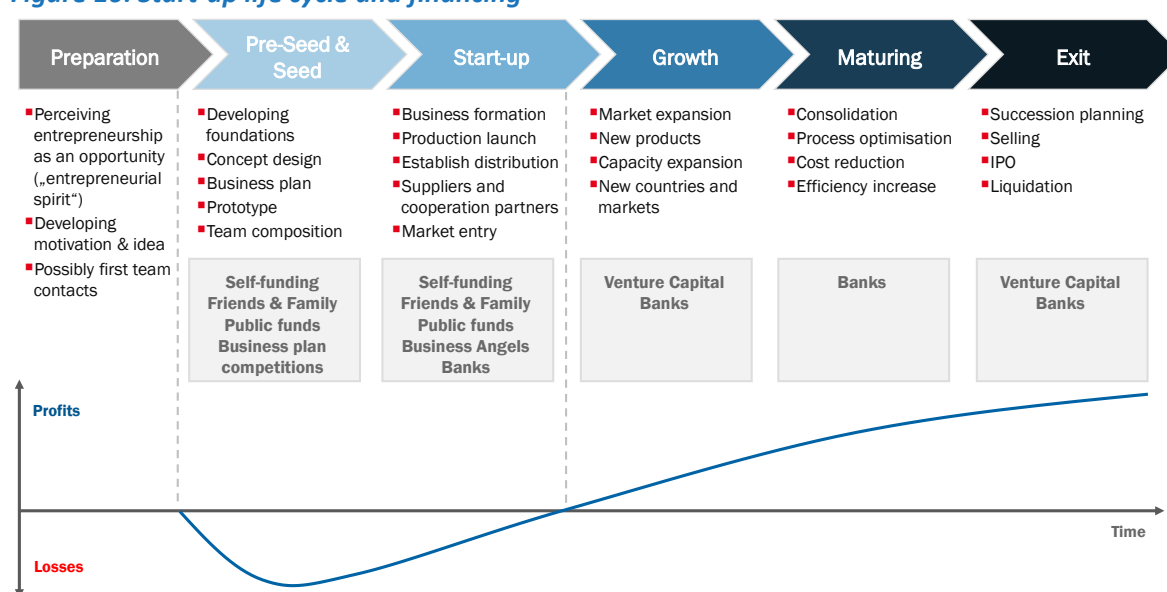 Preparation
Pre-Seed &
Seed
Start-up
Growth
Maturing
Exit
▪Perceiving
entrepreneurship
as an opportunity
(„entrepreneurial
spirit“)
▪Developing
motivation & idea
▪Possibly first team
contacts
▪Developing
foundations
▪Concept design
▪Business plan
▪Prototype
▪Team composition
▪Business formation
▪Production launch
▪Establish distribution
▪Suppliers and
cooperation partners
▪Market entry
▪Market expansion
▪New products
▪Capacity expansion
▪New countries and
markets
▪Consolidation
▪Process optimisation
▪Cost reduction
▪Efficiency increase
▪Succession planning
▪Selling
▪IPO
▪Liquidation
Self-funding
Friends & Family
Public funds
Business plan
competitions
Self-funding
Friends & Family
Public funds
Business Angels
Banks
Venture Capital
Banks
Banks
Venture Capital
Banks
Profits
Time
Losses